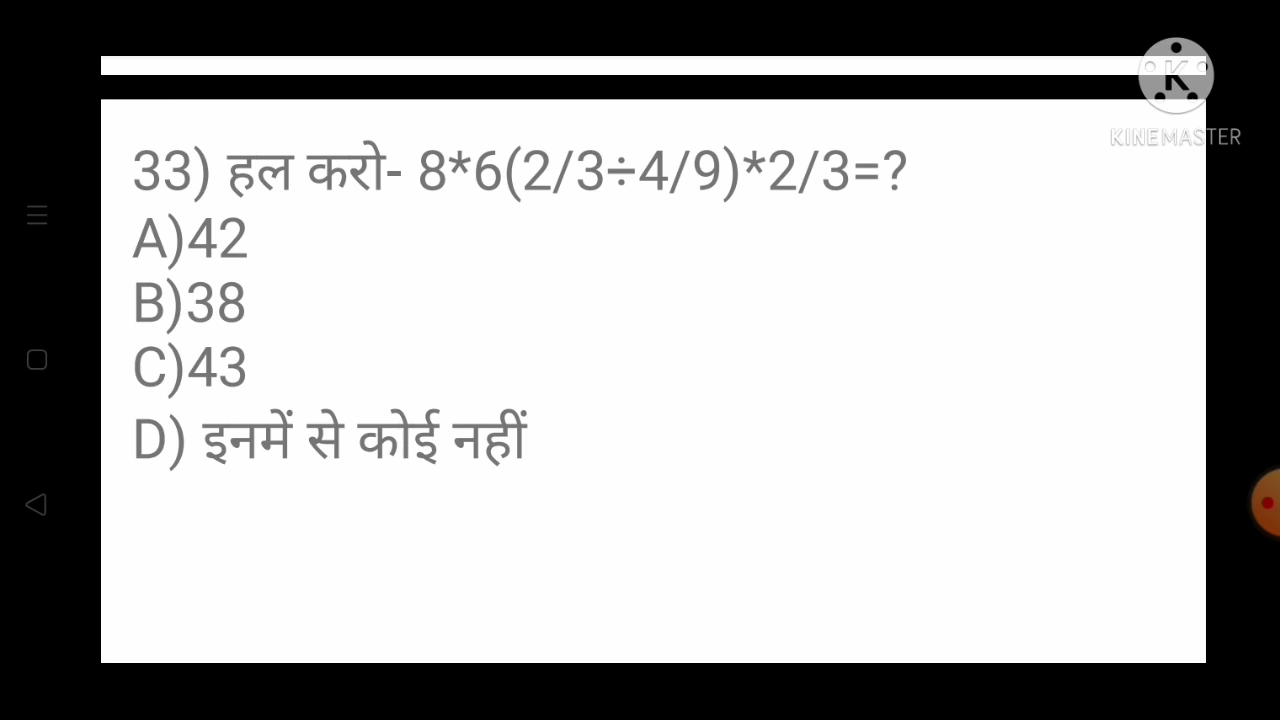 33) हल करो- 8*6(2/3÷4/9)*2/3=?
A)42
B)38
C)43
D) इनमें से कोई नहीं
K
KINEMASTER